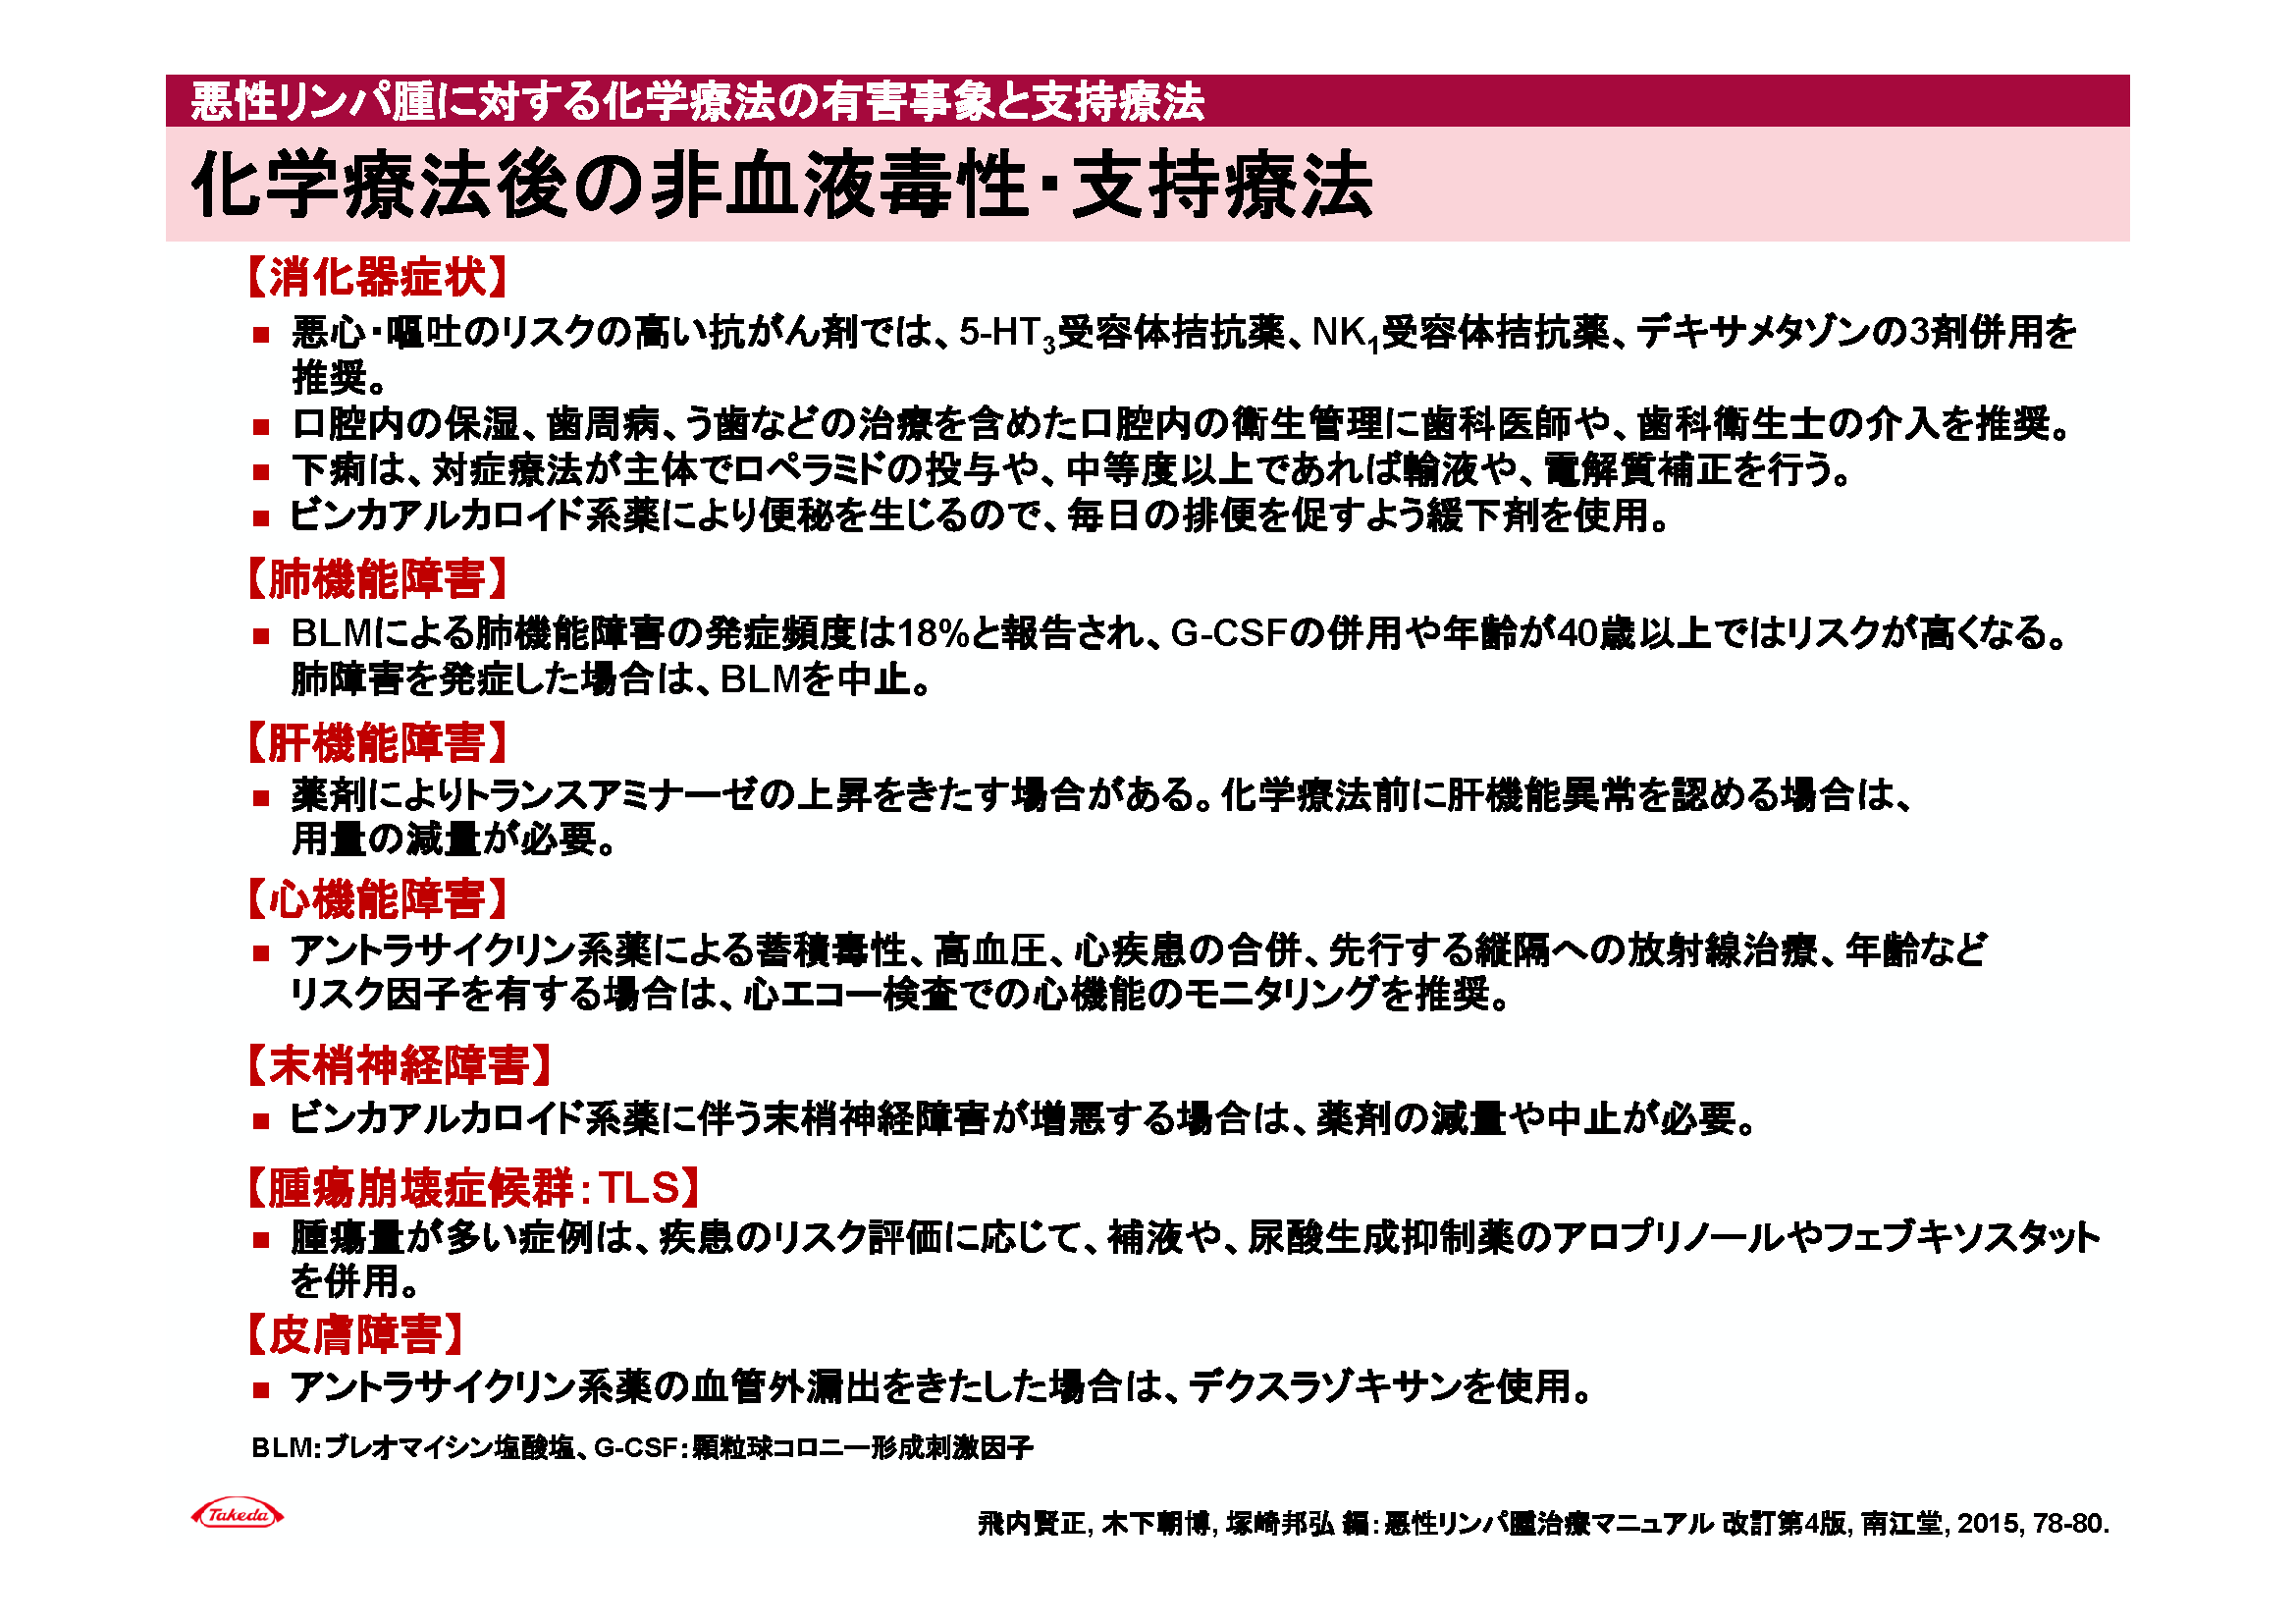 悪性リンパ腫に対する化学療法の有害事象と支持療法
化学療法後の非血液毒性・支持療法
【消化器症状】
■ 悪心・嘔吐のリスクの高い抗がん剤では、5-HT3受容体拮抗薬、NK1受容体拮抗薬、デキサメタゾンの3剤併用を
推奨。
■ 口腔内の保湿、歯周病、う歯などの治療を含めた口腔内の衛生管理に歯科医師や、歯科衛生士の介入を推奨。
■ 下痢は、対症療法が主体でロペラミドの投与や、中等度以上であれば輸液や、電解質補正を行う。
■ ビンカアルカロイド系薬により便秘を生じるので、毎日の排便を促すよう緩下剤を使用。
【肺機能障害】
■ BLMによる肺機能障害の発症頻度は18%と報告され、G-CSFの併用や年齢が40歳以上ではリスクが高くなる。
肺障害を発症した場合は、BLMを中止。
【肝機能障害】
■ 薬剤によりトランスアミナーゼの上昇をきたす場合がある。化学療法前に肝機能異常を認める場合は、
用量の減量が必要。
【心機能障害】
■ アントラサイクリン系薬による蓄積毒性、高血圧、心疾患の合併、先行する縦隔への放射線治療、年齢など
リスク因子を有する場合は、心エコー検査での心機能のモニタリングを推奨。
【末梢神経障害】
■ ビンカアルカロイド系薬に伴う末梢神経障害が増悪する場合は、薬剤の減量や中止が必要。
【腫瘍崩壊症候群：TLS】
■ 腫瘍量が多い症例は、疾患のリスク評価に応じて、補液や、尿酸生成抑制薬のアロプリノールやフェブキソスタット
を併用。
【皮膚障害】
■ アントラサイクリン系薬の血管外漏出をきたした場合は、デクスラゾキサンを使用。
BLM：ブレオマイシン塩酸塩、G-CSF：顆粒球コロニー形成刺激因子
Takeda
飛内賢正, 木下朝博, 塚崎邦弘 編：悪性リンパ腫治療マニュアル 改訂第4版, 南江堂, 2015, 78-80.